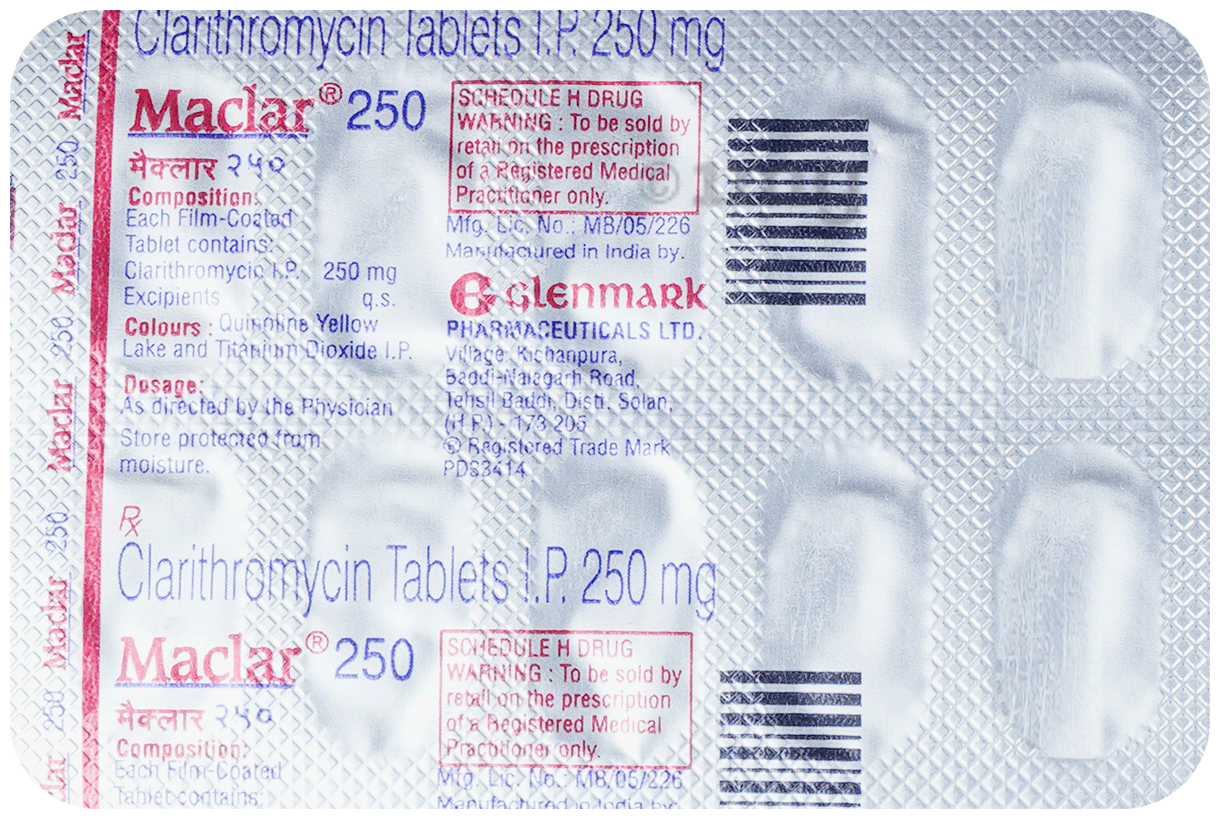 Clarithromycin Tablets I.P. 250 mg
Maclar® 250
मैक्लार २५०
Composition:
Each Film-Coated
Tablet contains:
Clarithromycin I.P. 250 mg
Excipients q.s.
Colours : Quinoline Yellow
Lake and Titanium Dioxide I.P.
Dosage:
As directed by the Physician
Store protected from
moisture.
SCHEDULE H DRUG
WARNING : To be sold by
retail on the prescription
of a Registered Medical
Practitioner only.
Mfg. Lic. No.: MB/05/226
Manufactured in India by.
GLENMARK
PHARMACEUTICALS LTD.
Village: Kishanpura,
Baddi-Nalagarh Road,
Tehsil Baddi, Distt. Solan,
(H.P.) - 173 205
® Registered Trade Mark
PDS3414
Rx
Clarithromycin Tablets I.P. 250 mg
Maclar® 250
मैक्लार २५०
Composition:
Each Film-Coated
Tablet contains:
SCHEDULE H DRUG
WARNING : To be sold by
retail on the prescription
of a Registered Medical
Practitioner only.
Mfg. Lic. No.: MB/05/226
Manufactured in India by:
Maclar 250 Maclar 250 Maclar 250 Maclar 250